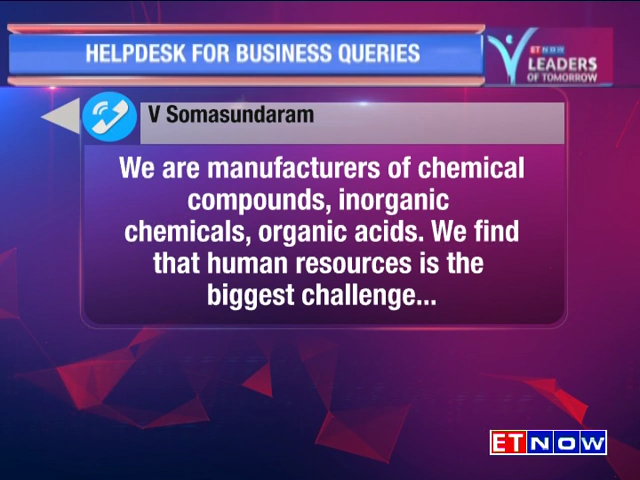 HELPDESK FOR BUSINESS QUERIES
ET NOW
LEADERS
OF TOMORROW
V Somasundaram
We are manufacturers of chemical
compounds, inorganic
chemicals, organic acids. We find
that human resources is the
biggest challenge...
ET NOW